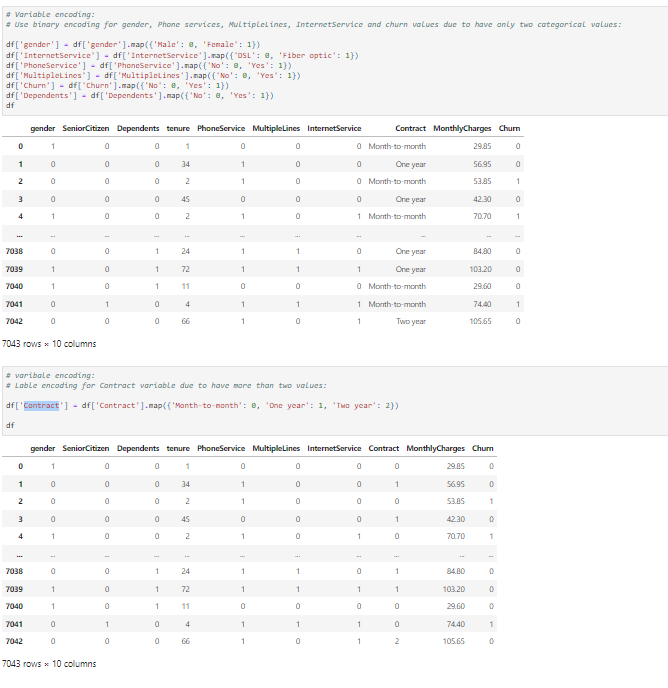 # Variable encoding:
# Use binary encoding for gender, Phone services, MultipleLines, InternetService and churn values due to have only two categorical values:
df['gender'] = df['gender'].map({'Male': 0, 'Female': 1})
df['InternetService'] = df['InternetService'].map({'DSL': 0, 'Fiber optic': 1})
df['PhoneService'] = df['PhoneService'].map({'No': 0, 'Yes': 1})
df['MultipleLines'] = df['MultipleLines'].map({'No': 0, 'Yes': 1})
df['Churn'] = df['Churn'].map({'No': 0, 'Yes': 1})
df['Dependents'] = df['Dependents'].map({'No': 0, 'Yes': 1})
df
gender SeniorCitizen Dependents tenure PhoneService MultipleLines InternetService Contract MonthlyCharges Churn
0 1 0 0 1 0 0 0 Month-to-month 29.85 0
1 0 0 0 34 1 0 0 One year 56.95 0
2 0 0 0 2 1 0 0 Month-to-month 53.85 1
3 0 0 0 45 0 0 0 One year 42.30 0
4 1 0 0 2 1 0 1 Month-to-month 70.70 1
... ... ... ... ... ... ... ... ... ... ...
7038 0 0 1 24 1 1 0 One year 84.80 0
7039 1 0 1 72 1 1 1 One year 103.20 0
7040 1 0 1 11 0 0 0 Month-to-month 29.60 0
7041 0 1 0 4 1 1 1 Month-to-month 74.40 1
7042 0 0 0 66 1 0 1 Two year 105.65 0
7043 rows × 10 columns
# varibale encoding:
# Lable encoding for Contract variable due to have more than two values:
df['Contract'] = df['Contract'].map({'Month-to-month': 0, 'One year': 1, 'Two year': 2})
df
gender SeniorCitizen Dependents tenure PhoneService MultipleLines InternetService Contract MonthlyCharges Churn
0 1 0 0 1 0 0 0 0 29.85 0
1 0 0 0 34 1 0 0 1 56.95 0
2 0 0 0 2 1 0 0 0 53.85 1
3 0 0 0 45 0 0 0 1 42.30 0
4 1 0 0 2 1 0 1 0 70.70 1
... ... ... ... ... ... ... ... ... ... ...
7038 0 0 1 24 1 1 0 1 84.80 0
7039 1 0 1 72 1 1 1 1 103.20 0
7040 1 0 1 11 0 0 0 0 29.60 0
7041 0 1 0 4 1 1 1 0 74.40 1
7042 0 0 0 66 1 0 1 2 105.65 0
7043 rows × 10 columns